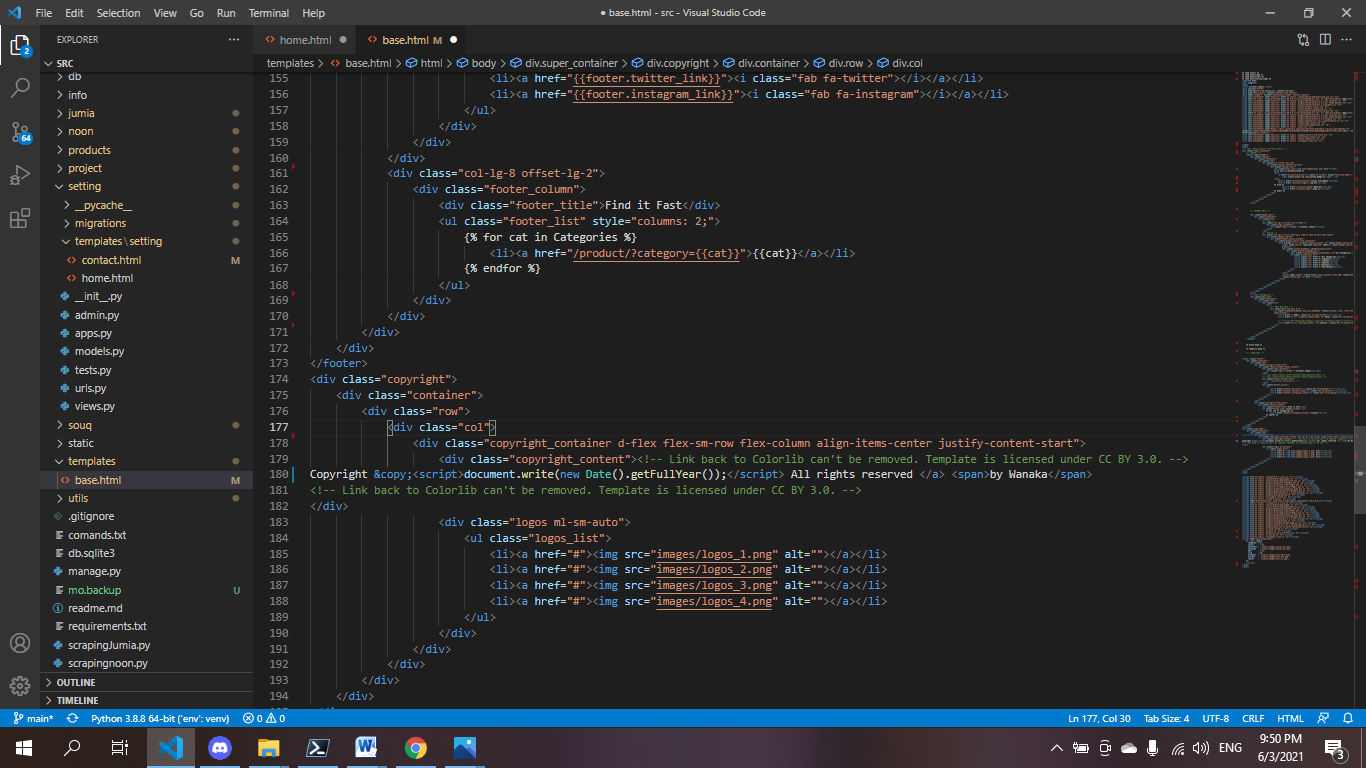 File Edit Selection View Go Run Terminal Help
● base.html - src - Visual Studio Code
EXPLORER ···
home.html ●
base.html M ●
SRC
templates > base.html > html > body > div.super_container > div.copyright > div.container > div.row > div.col
db
info
jumia
noon
products
project
setting
__pycache__
migrations
templates\setting
contact.html M
home.html
__init__.py
admin.py
apps.py
models.py
tests.py
urls.py
views.py
souq
static
templates
base.html M
utils
.gitignore
comands.txt
db.sqlite3
manage.py
mo.backup U
readme.md
requirements.txt
scrapingJumia.py
scrapingnoon.py
OUTLINE
TIMELINE
2
64
155 <li><a href="{{footer.twitter_link}}"><i class="fab fa-twitter"></i></a></li>
156 <li><a href="{{footer.instagram_link}}"><i class="fab fa-instagram"></i></a></li>
157 </ul>
158 </div>
159 </div>
160 </div>
161 <div class="col-lg-8 offset-lg-2">
162 <div class="footer_column">
163 <div class="footer_title">Find it Fast</div>
164 <ul class="footer_list" style="columns: 2;">
165 {% for cat in Categories %}
166 <li><a href="/product/?category={{cat}}">{{cat}}</a></li>
167 {% endfor %}
168 </ul>
169 </div>
170 </div>
171 </div>
172 </div>
173 </footer>
174 <div class="copyright">
175 <div class="container">
176 <div class="row">
177 <div class="col">
178 <div class="copyright_container d-flex flex-sm-row flex-column align-items-center justify-content-start">
179 <div class="copyright_content"><!-- Link back to Colorlib can't be removed. Template is licensed under CC BY 3.0. -->
180 Copyright &copy;<script>document.write(new Date().getFullYear());</script> All rights reserved </a> <span>by Wanaka</span>
181 <!-- Link back to Colorlib can't be removed. Template is licensed under CC BY 3.0. -->
182 </div>
183 <div class="logos ml-sm-auto">
184 <ul class="logos_list">
185 <li><a href="#"><img src="images/logos_1.png" alt=""></a></li>
186 <li><a href="#"><img src="images/logos_2.png" alt=""></a></li>
187 <li><a href="#"><img src="images/logos_3.png" alt=""></a></li>
188 <li><a href="#"><img src="images/logos_4.png" alt=""></a></li>
189 </ul>
190 </div>
191 </div>
192 </div>
193 </div>
194 </div>
main* Python 3.8.8 64-bit ('env': venv) 0 0
Ln 177, Col 30 Tab Size: 4 UTF-8 CRLF HTML
ENG
9:50 PM
6/3/2021
3